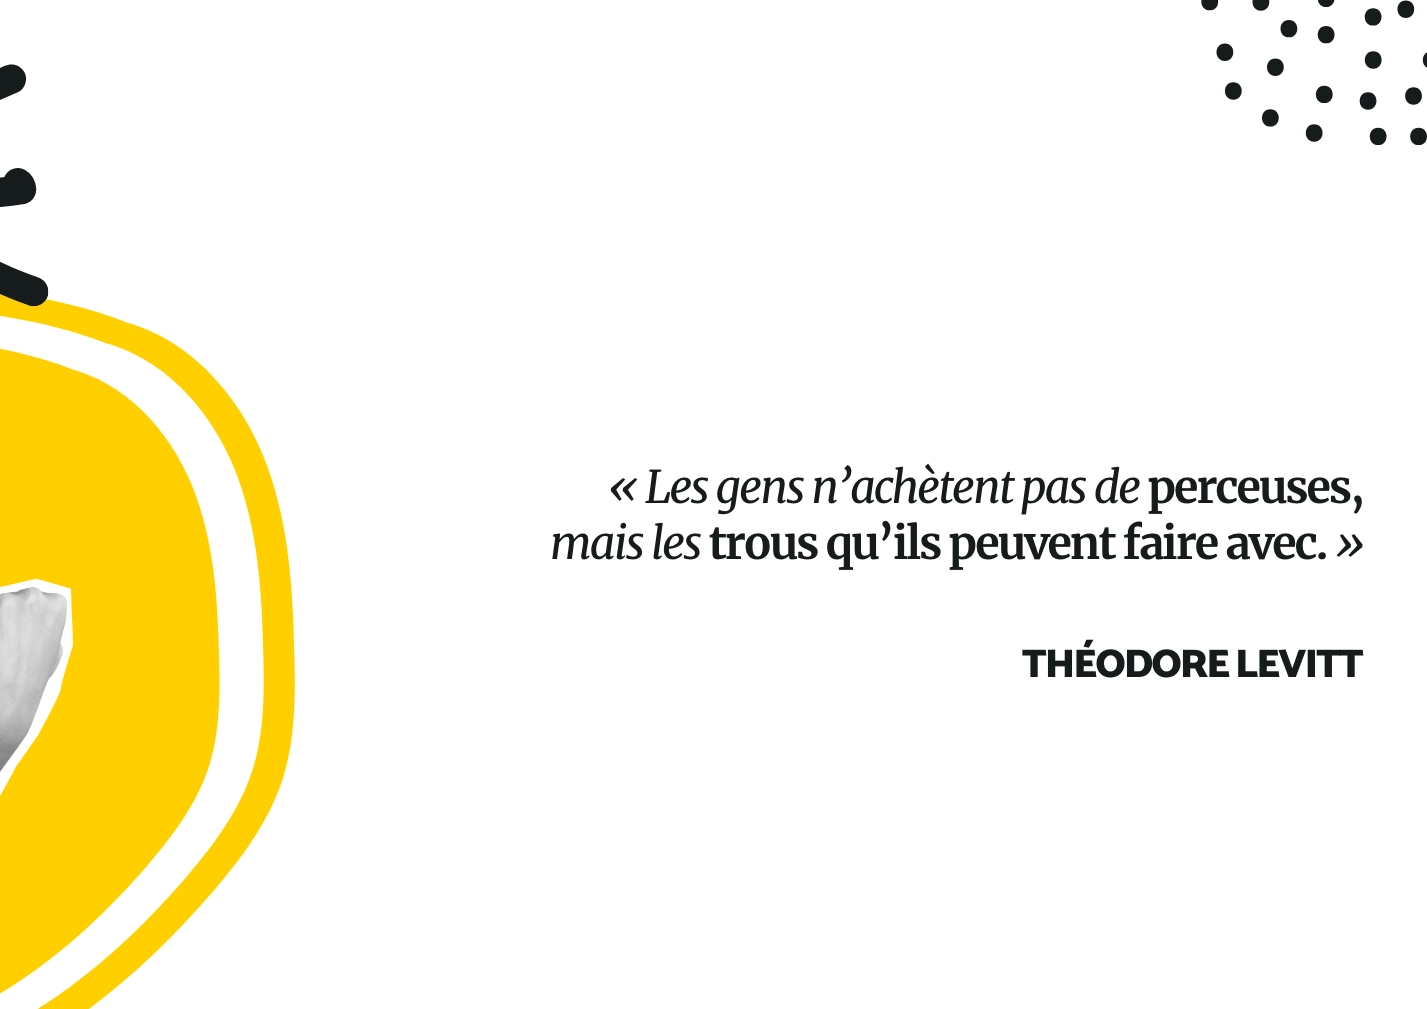 « Les gens n’achètent pas de perceuses,
mais les trous qu’ils peuvent faire avec. »
THÉODORE LEVITT